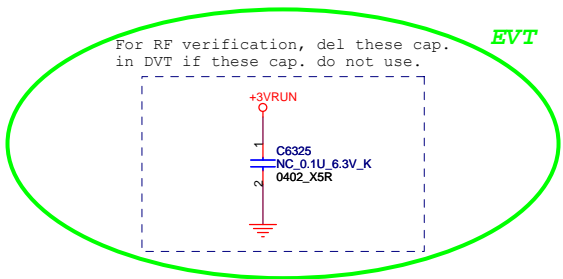 For RF verification, del these cap.
EVT
in DVT if these cap. do not use.
+3VRUN
1
C6325
NC_0.1U_6.3V_K
0402_X5R
2